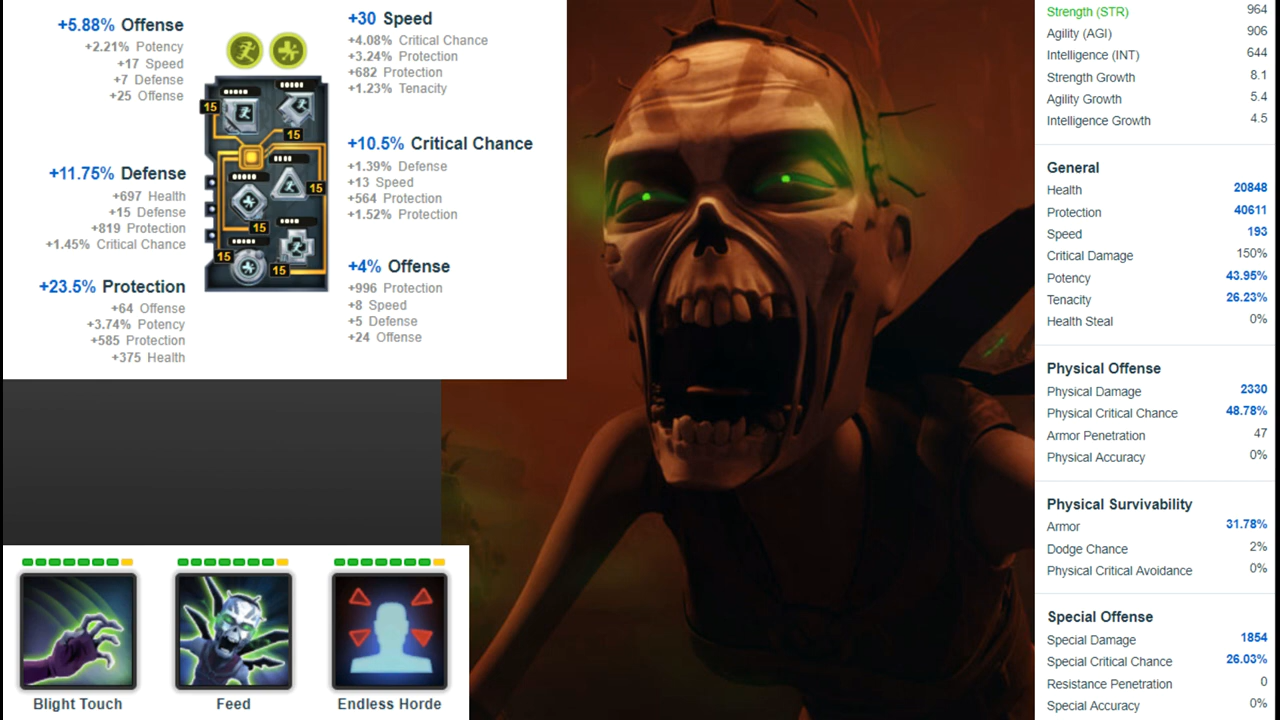 +5.88% Offense
+2.21% Potency
+17 Speed
+7 Defense
+25 Offense
+11.75% Defense
+697 Health
+15 Defense
+819 Protection
+1.45% Critical Chance
+23.5% Protection
+64 Offense
+3.74% Potency
+585 Protection
+375 Health
15
15
15
15
15
15
+30 Speed
+4.08% Critical Chance
+3.24% Protection
+682 Protection
+1.23% Tenacity
+10.5% Critical Chance
+1.39% Defense
+13 Speed
+564 Protection
+1.52% Protection
+4% Offense
+996 Protection
+8 Speed
+5 Defense
+24 Offense
Blight Touch
Feed
Endless Horde
Strength (STR) 964
Agility (AGI) 906
Intelligence (INT) 644
Strength Growth 8.1
Agility Growth 5.4
Intelligence Growth 4.5
General
Health 20848
Protection 40611
Speed 193
Critical Damage 150%
Potency 43.95%
Tenacity 26.23%
Health Steal 0%
Physical Offense
Physical Damage 2330
Physical Critical Chance 48.78%
Armor Penetration 47
Physical Accuracy 0%
Physical Survivability
Armor 31.78%
Dodge Chance 2%
Physical Critical Avoidance 0%
Special Offense
Special Damage 1854
Special Critical Chance 26.03%
Resistance Penetration 0
Special Accuracy 0%